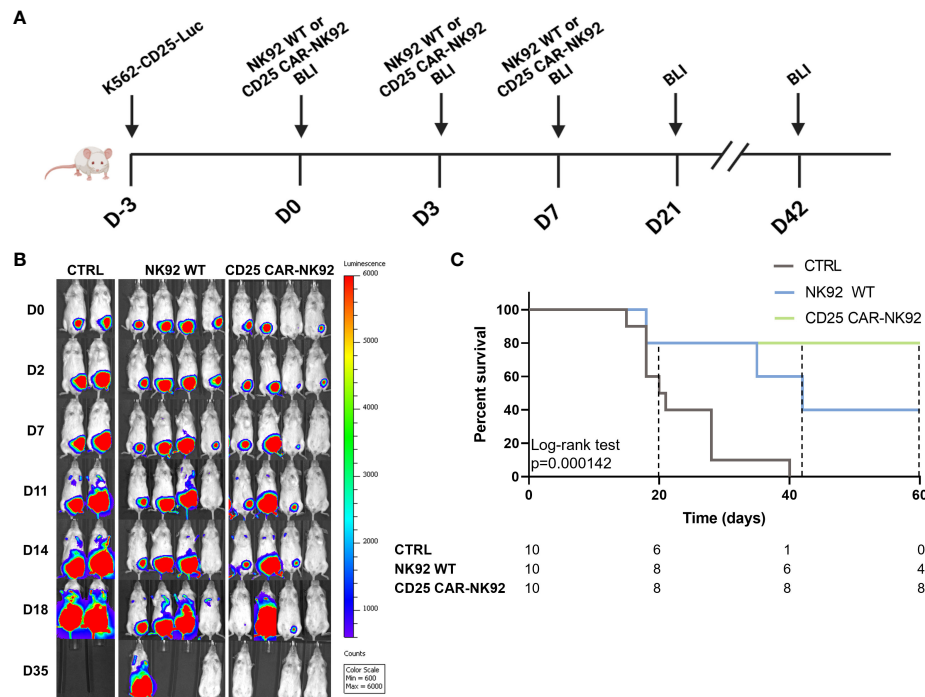 A
K562-CD25-Luc
NK92 WT or
CD25 CAR-NK92
BLI
NK92 WT or
CD25 CAR-NK92
BLI
NK92 WT or
CD25 CAR-NK92
BLI
BLI
BLI
D-3
D0
D3
D7
D21
D42
B
CTRL
NK92 WT
CD25 CAR-NK92
D0
D2
D7
D11
D14
D18
D35
Luminescence
6000
5000
4000
3000
2000
1000
Counts
Color Scale
Min = 600
Max = 6000
C
CTRL
NK92 WT
CD25 CAR-NK92
Percent survival
100
80
60
40
20
0
Log-rank test
p=0.000142
0 20 40 60
Time (days)
CTRL 10 6 1 0
NK92 WT 10 8 6 4
CD25 CAR-NK92 10 8 8 8